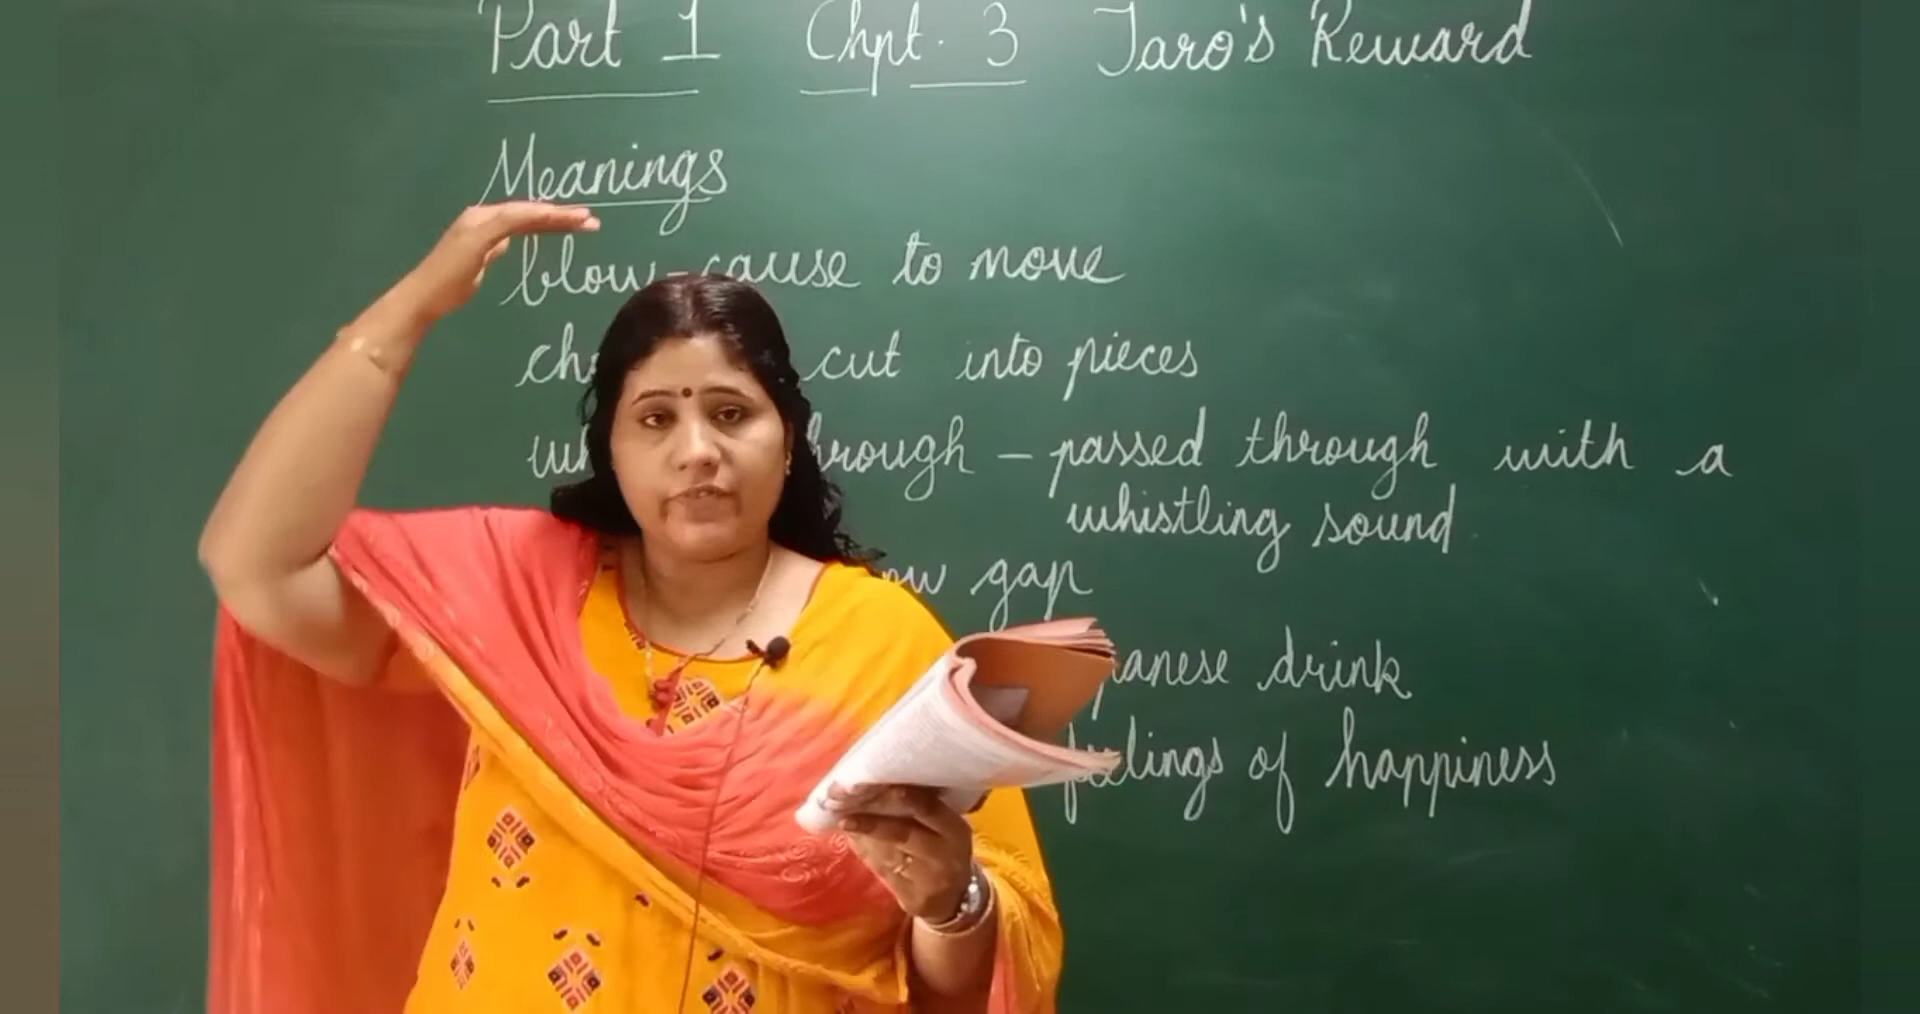 Part 1 Chpt. 3 Taro's Reward
Meanings
blow - cause to move
cut into pieces
through - passed through with a
whistling sound
gap
drink
feelings of happiness